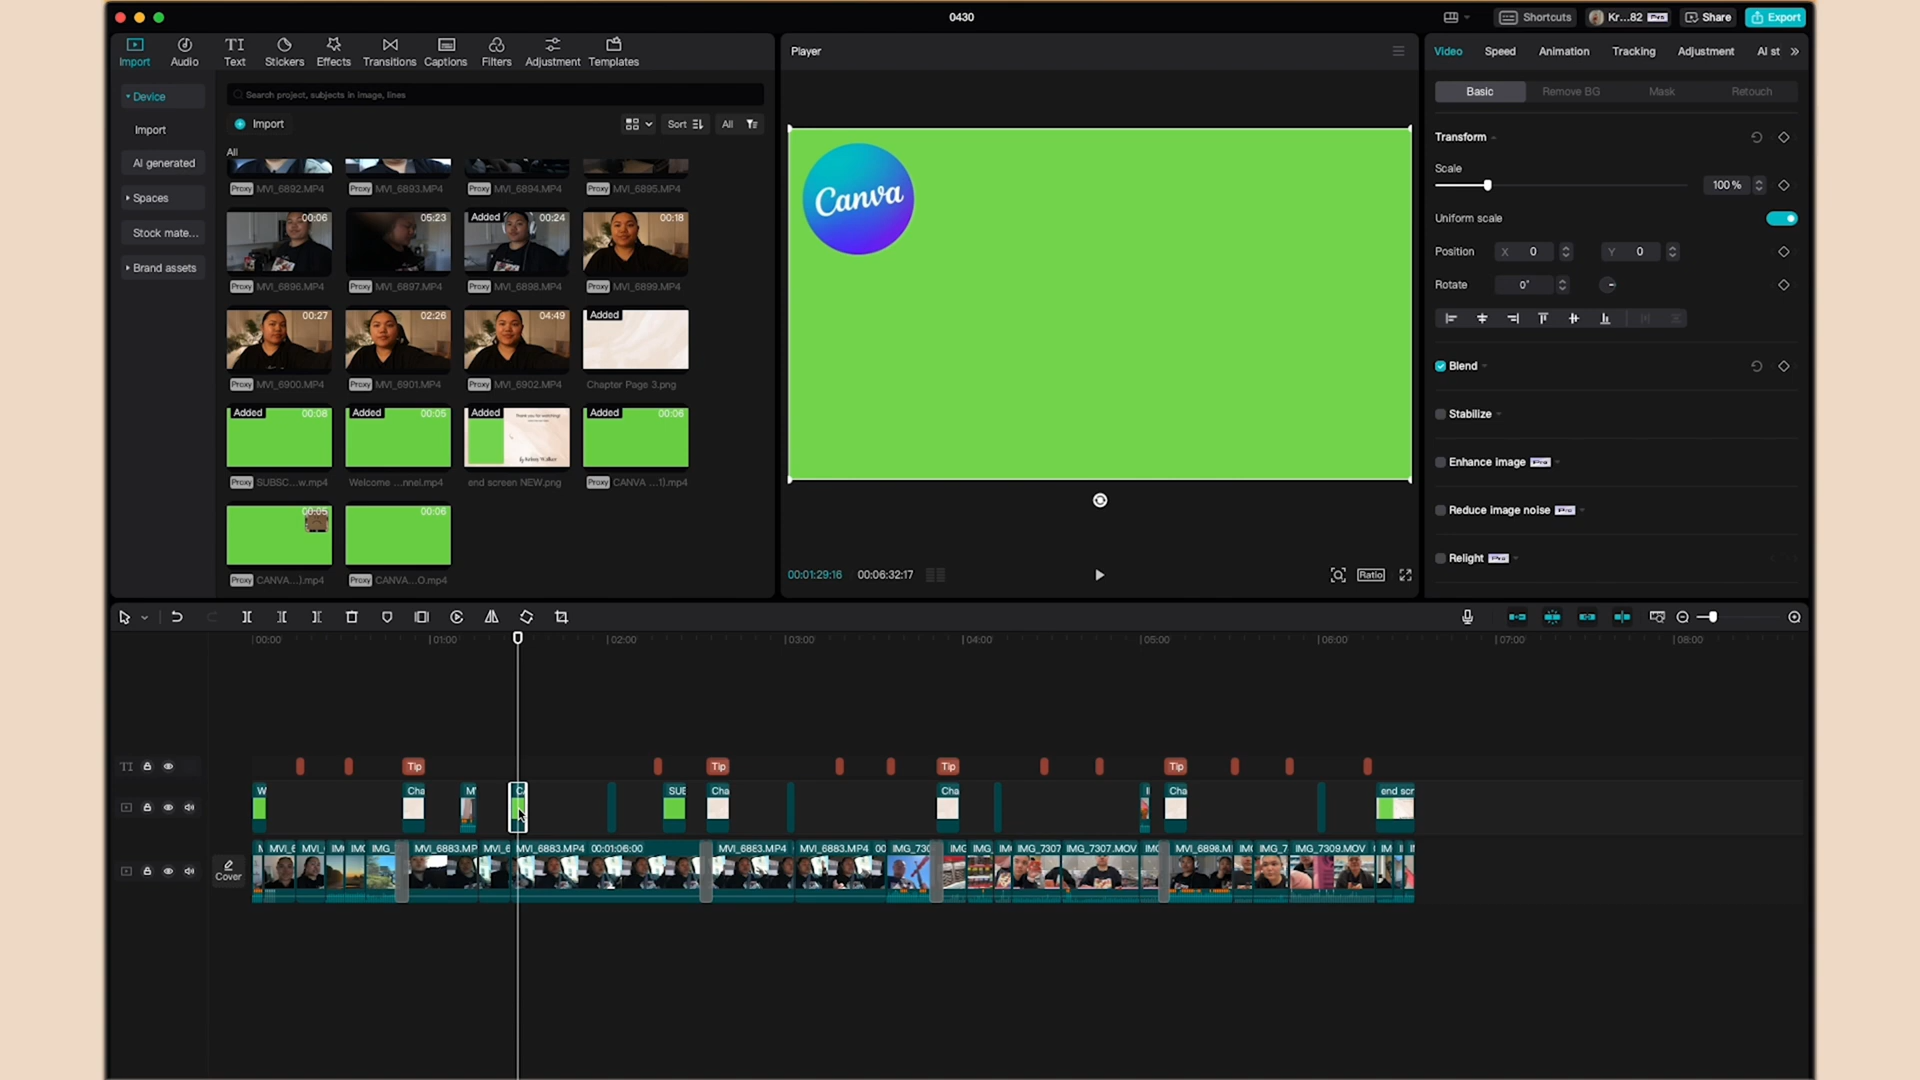 0430
Shortcuts
Kr...82 Pro
Share
Export
Import
Audio
Text
Stickers
Effects
Transitions
Captions
Filters
Adjustment
Templates
Device
Import
AI generated
Spaces
Stock mate...
Brand assets
Search project, subjects in image, lines
Import
Sort
All
All
Proxy MVI_6892.MP4
Proxy MVI_6893.MP4
Proxy MVI_6894.MP4
Proxy MVI_6895.MP4
00:06
05:23
Added 00:24
00:18
Proxy MVI_6896.MP4
Proxy MVI_6897.MP4
Proxy MVI_6898.MP4
Proxy MVI_6899.MP4
00:27
02:26
04:49
Added
Proxy MVI_6900.MP4
Proxy MVI_6901.MP4
Proxy MVI_6902.MP4
Chapter Page 3.png
Added 00:08
Added 00:05
Added
Thank you for watching!
Added 00:06
Proxy SUBSC...w.mp4
Welcome ...nnel.mp4
end screen NEW.png
Proxy CANVA ...1).mp4
00:05
00:06
Proxy CANVA...).mp4
Proxy CANVA...O.mp4
Player
Canva
00:01:29:16
00:06:32:17
Ratio
Video
Speed
Animation
Tracking
Adjustment
AI st
Basic
Remove BG
Mask
Retouch
Transform
Scale
100%
Uniform scale
Position X 0 Y 0
Rotate 0°
Blend
Stabilize
Enhance image Pro
Reduce image noise Pro
Relight Pro
00:00
01:00
02:00
03:00
04:00
05:00
06:00
07:00
08:00
Tip
Tip
Tip
Tip
W
Cha
SUE
Cha
Cha
Cha
end scr
Cover
MVI_6
MVI_
IMG_
MVI_6883.MP
MVI_6
MVI_6883.MP4 00:01:06:00
MVI_6883.MP4
MVI_6883.MP4 00
IMG_730
IMG_
IMG_7307
IMG_7307.MOV
MVI_6898.M
IMG_7
IMG_7309.MOV